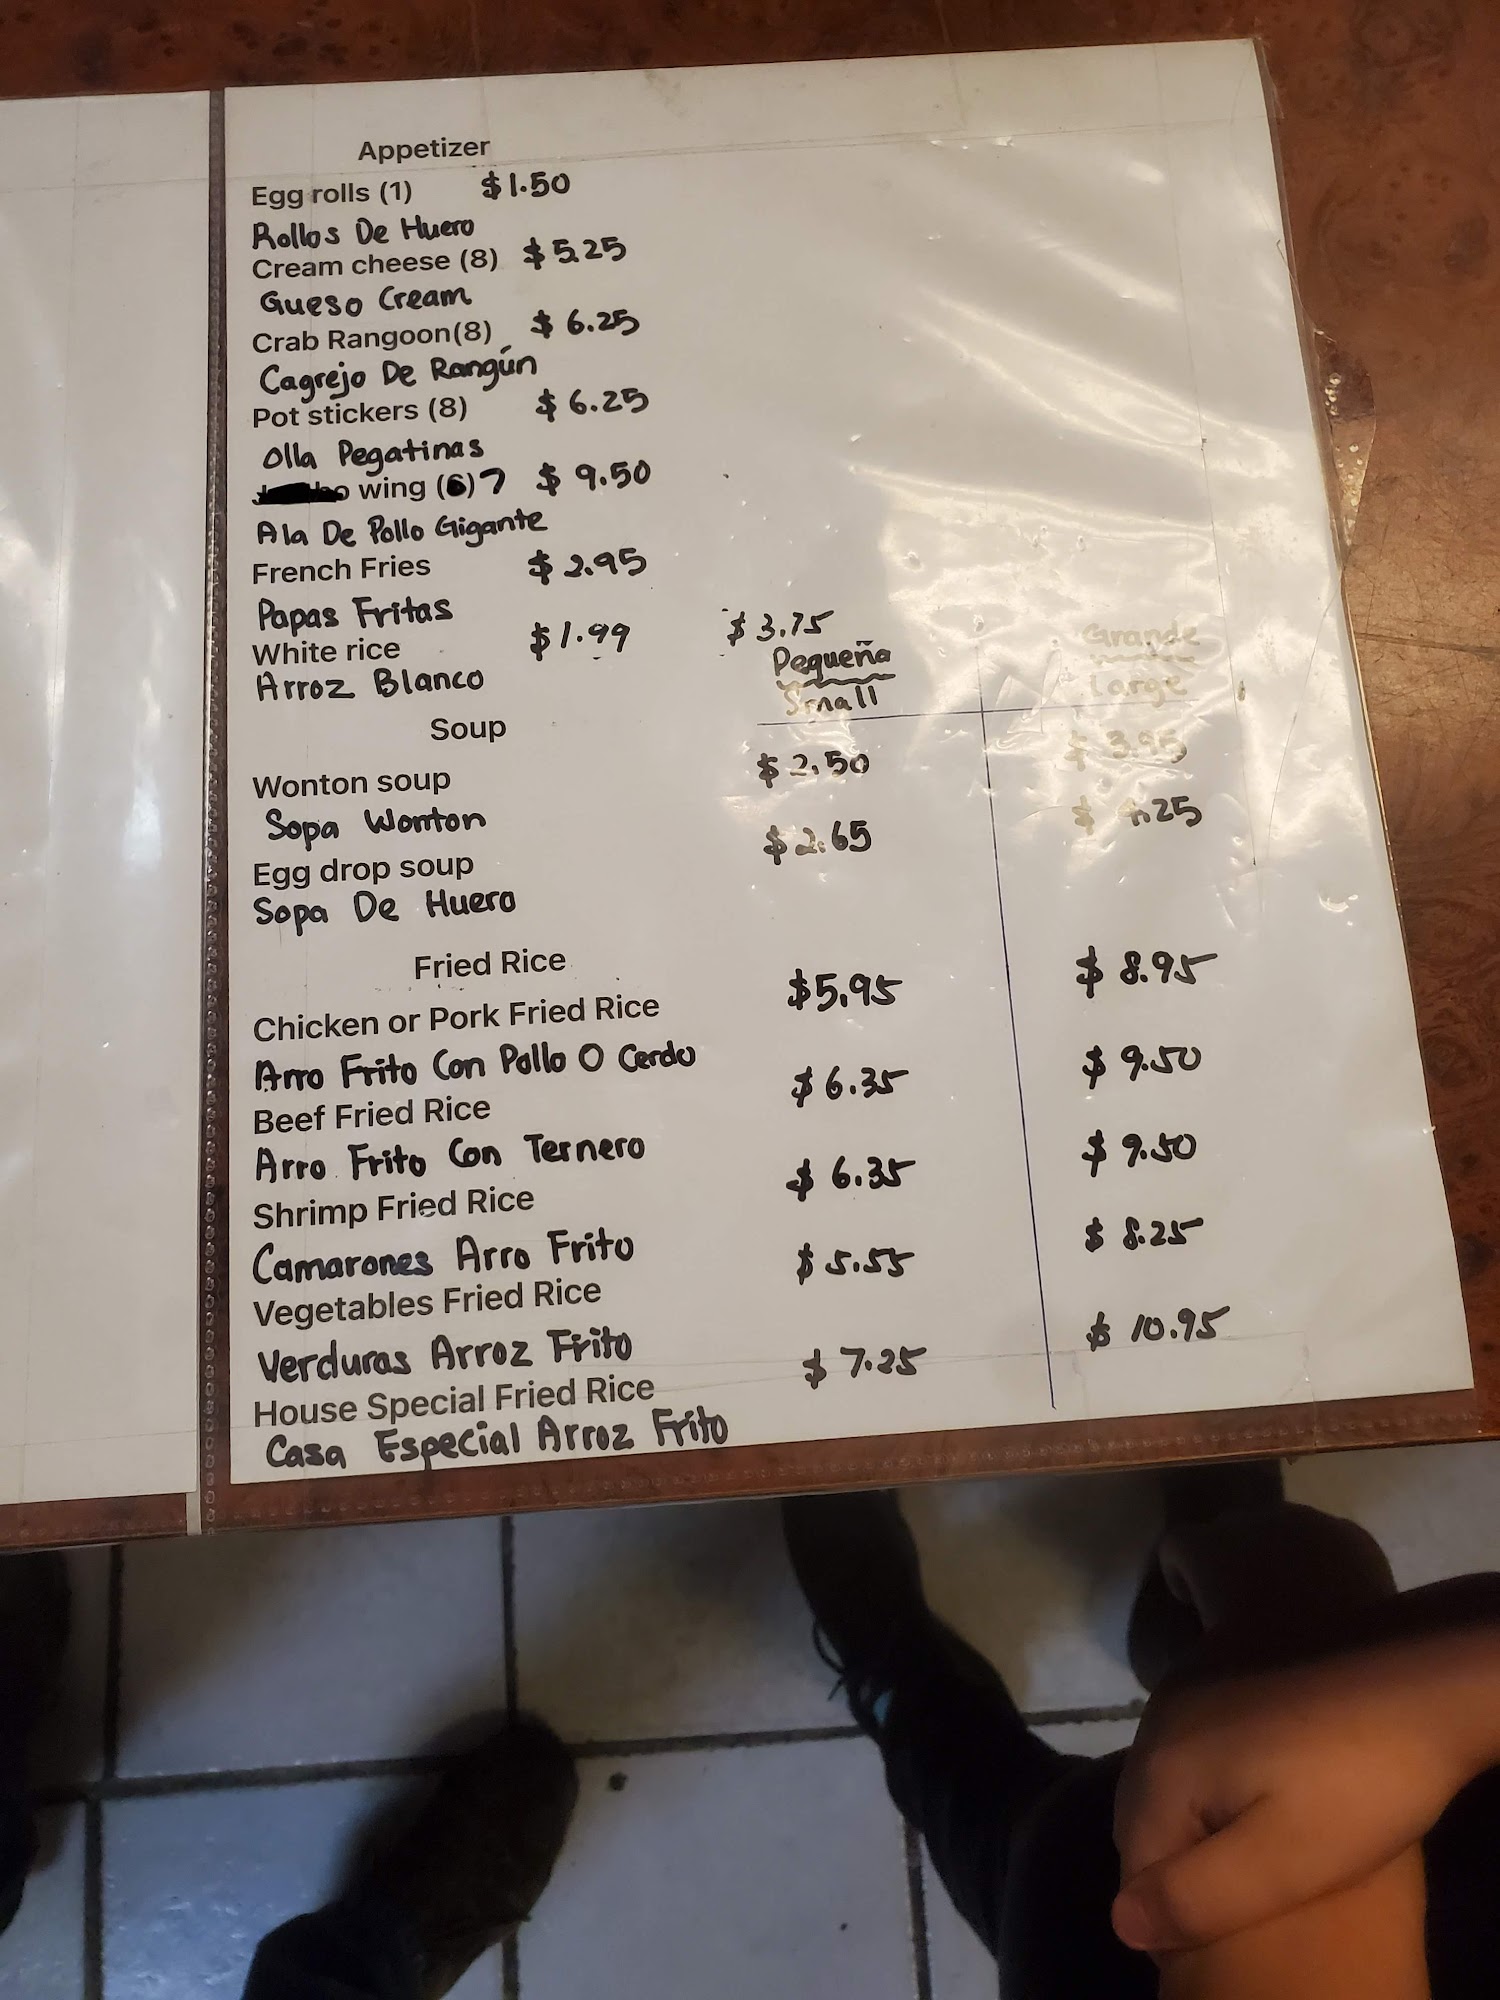 Appetizer
Egg rolls (1) $1.50
Rollos De Huero
Cream cheese (8) $5.25
Gueso Cream
Crab Rangoon(8) $6.25
Cagrejo De Rangún
Pot stickers (8) $6.25
Olla Pegatinas
wing (6) 7 $9.50
Ala De Pollo Gigante
French Fries $2.95
Papas Fritas
White rice $1.99 $3.75
Arroz Blanco
Pequeña Grande
Small Large
Soup
Wonton soup $2.50 $3.95
Sopa Wonton
Egg drop soup $2.65 $4.25
Sopa De Huero
Fried Rice
Chicken or Pork Fried Rice $5.95 $8.95
Arro Frito Con Pollo O Cerdo
Beef Fried Rice $6.35 $9.50
Arro Frito Con Ternero
Shrimp Fried Rice $6.35 $9.50
Camarones Arro Frito
Vegetables Fried Rice $5.55 $8.25
Verduras Arroz Frito
House Special Fried Rice $7.25 $10.95
Casa Especial Arroz Frito